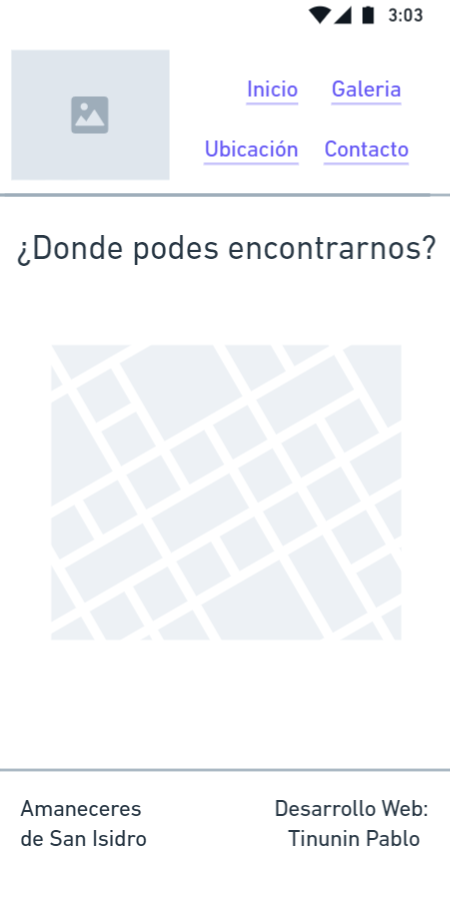 3:03
Inicio Galeria
Ubicación Contacto
¿Donde podes encontrarnos?
Amaneceres
de San Isidro
Desarrollo Web:
Tinunin Pablo